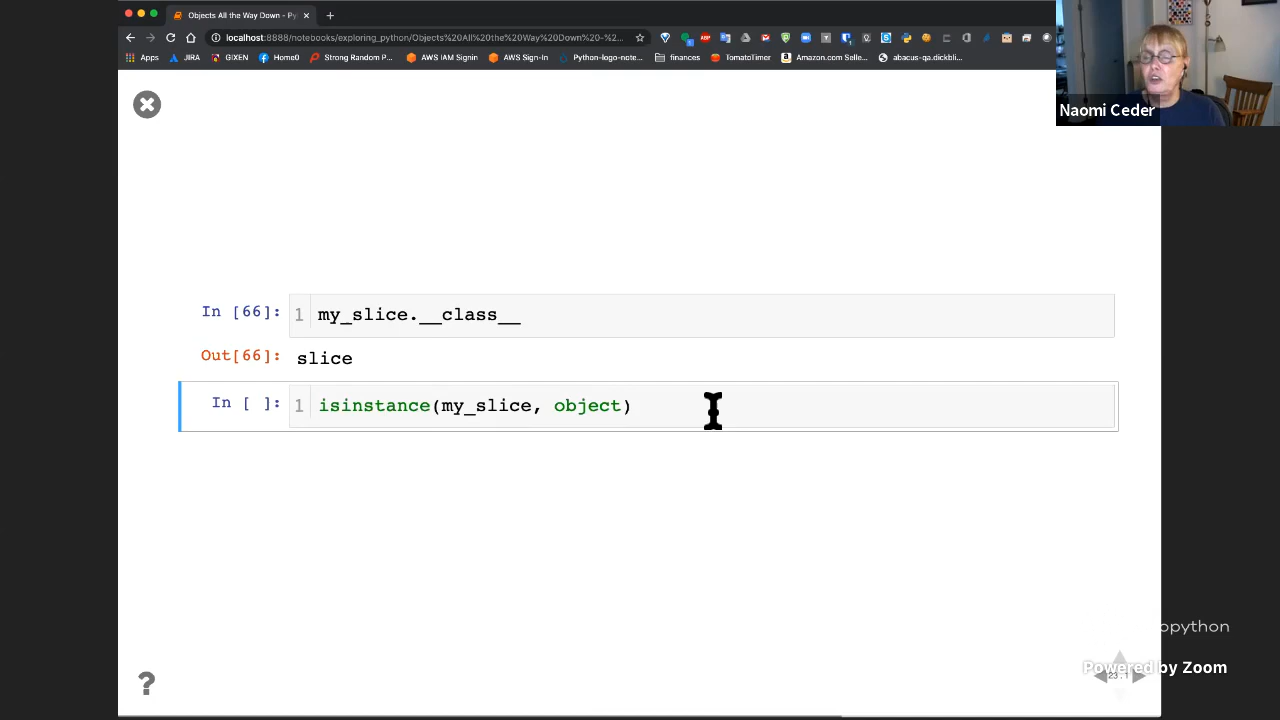 Objects All the Way Down - Py
localhost:8888/notebooks/exploring_python/Objects%20All%20the%20Way%20Down%20-%2...
Apps JIRA GIXEN Home0 Strong Random P... AWS IAM Signin AWS Sign-In Python-logo-note... finances TomatoTimer Amazon.com Selle... abacus-qa.dickbli...
Naomi Ceder
In [66]: 1 my_slice.__class__
Out[66]: slice
In [ ]: 1 isinstance(my_slice, object)
opython
Powered by Zoom
23.1
?